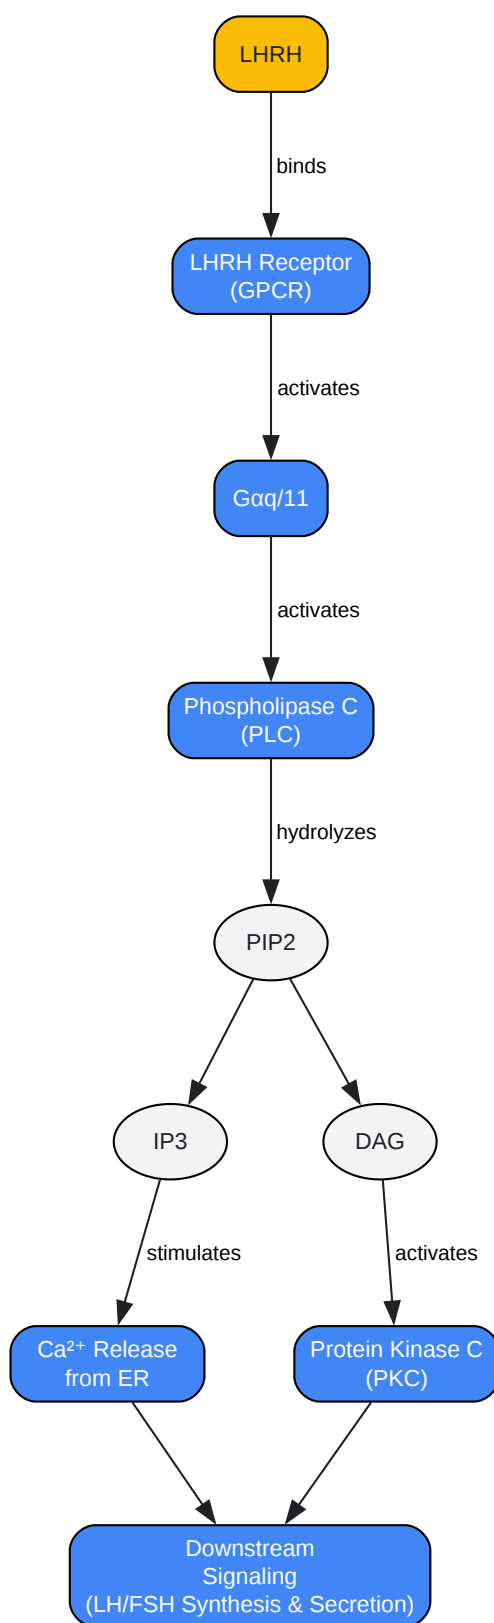 LHRH
binds
LHRH Receptor
(GPCR)
activates
Gαq/11
activates
Phospholipase C
(PLC)
hydrolyzes
PIP2
IP3
DAG
stimulates
activates
Ca²⁺ Release
from ER
Protein Kinase C
(PKC)
Downstream
Signaling
(LH/FSH Synthesis & Secretion)